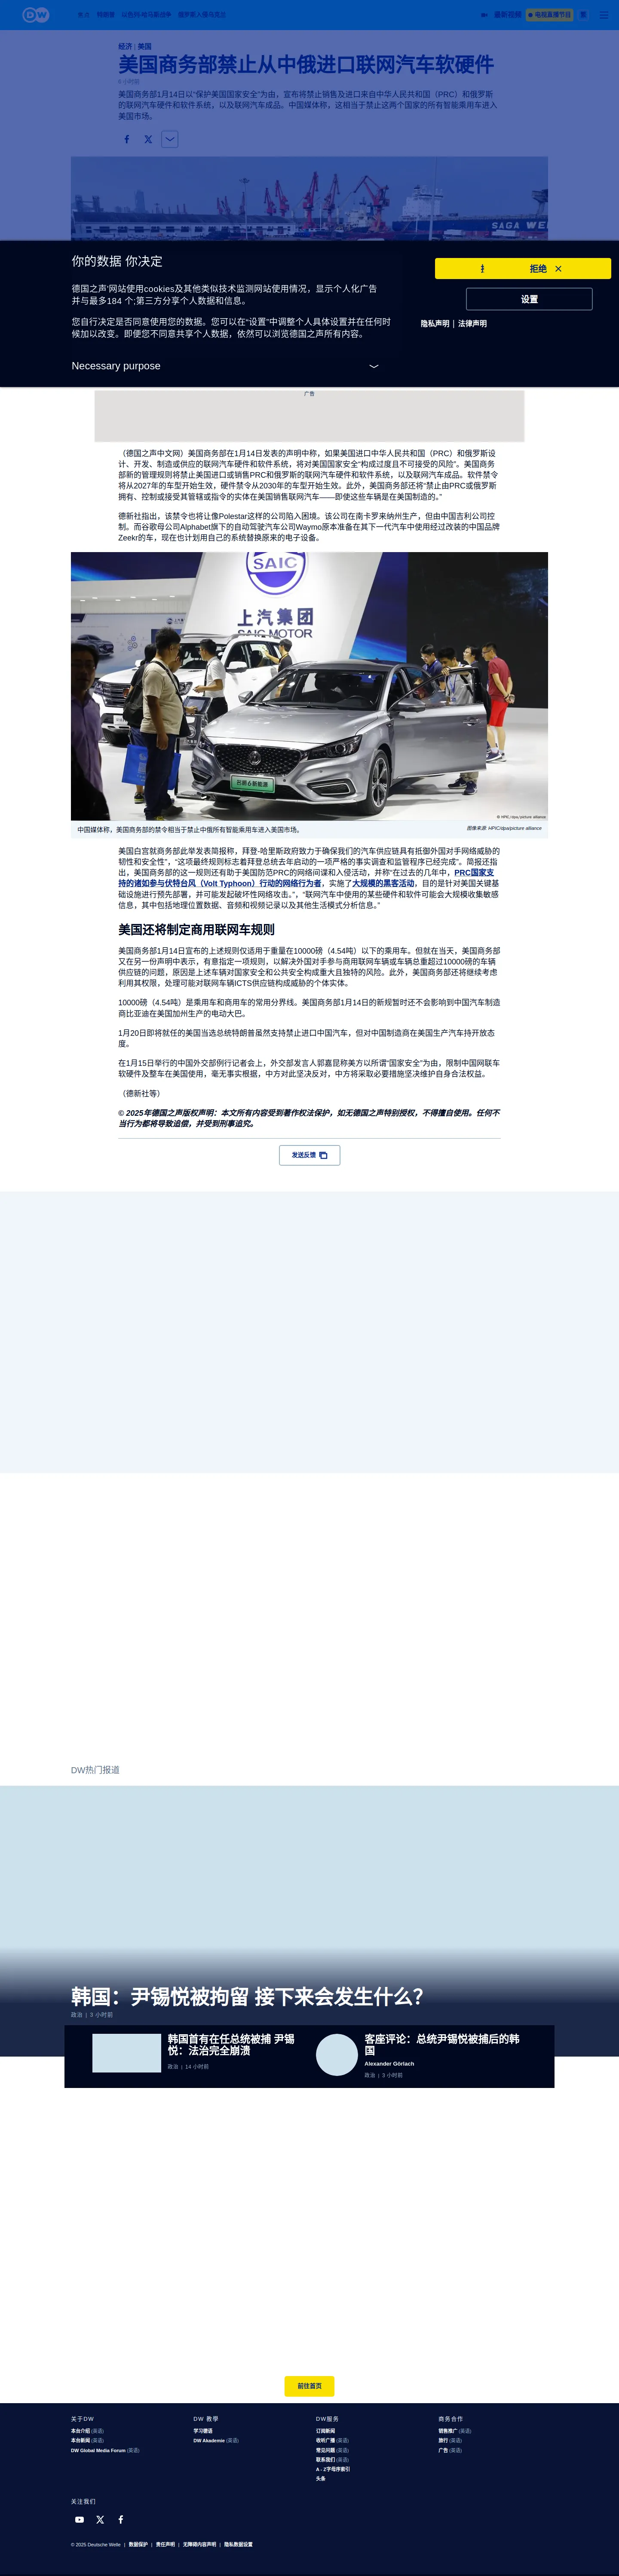 DW
特朗普
以色列-哈马斯战争
俄罗斯入侵乌克兰
最新视频
电视直播节目
经济 | 美国
美国商务部禁止从中俄进口联网汽车软硬件
美国商务部1月14日以“保护美国国家安全”为由，宣布将禁止销售及进口来自中华人民共和国（PRC）和俄罗斯
的联网汽车硬件和软件系统，以及联网汽车成品。中国媒体称，这相当于禁止这两个国家的所有智能乘用车进入
美国市场。
你的数据 你决定
拒绝
德国之声'网站使用cookies及其他类似技术监测网站使用情况，显示个人化广告
并与最多184 个;第三方分享个人数据和信息。
设置
您自行决定是否同意使用您的数据。您可以在“设置”中调整个人具体设置并在任何时
候加以改变。即便您不同意共享个人数据，依然可以浏览德国之声所有内容。
隐私声明 | 法律声明
Necessary purpose
广告
（德国之声中文网）美国商务部在1月14日发表的声明中称，如果美国进口中华人民共和国（PRC）和俄罗斯设
计、开发、制造或供应的联网汽车硬件和软件系统，将对美国国家安全“构成过度且不可接受的风险”。美国商务
部新的管理规则将禁止美国进口或销售PRC和俄罗斯的联网汽车硬件和软件系统，以及联网汽车成品。软件禁令
将从2027年的车型开始生效，硬件禁令从2030年的车型开始生效。此外，美国商务部还将“禁止由PRC或俄罗斯
拥有、控制或接受其管辖或指令的实体在美国销售联网汽车——即使这些车辆是在美国制造的。”
德新社指出，该禁令也将让像Polestar这样的公司陷入困境。该公司在南卡罗来纳州生产，但由中国吉利公司控
制。而谷歌母公司Alphabet旗下的自动驾驶汽车公司Waymo原本准备在其下一代汽车中使用经过改装的中国品牌
Zeekr的车，现在也计划用自己的系统替换原来的电子设备。
SAIC
上汽集团
SAIC MOTOR
名爵6新能源
© HPIC/dpa/picture alliance
中国媒体称，美国商务部的禁令相当于禁止中俄所有智能乘用车进入美国市场。
图像来源: HPIC/dpa/picture alliance
美国白宫就商务部此举发表简报称，拜登-哈里斯政府致力于确保我们的汽车供应链具有抵御外国对手网络威胁的
韧性和安全性”，“这项最终规则标志着拜登总统去年启动的一项严格的事实调查和监管程序已经完成”。简报还指
出，美国商务部的这一规则还有助于美国防范PRC的网络间谍和入侵活动，并称“在过去的几年中，PRC国家支
持的诸如参与伏特台风（Volt Typhoon）行动的网络行为者，实施了大规模的黑客活动，目的是针对美国关键基
础设施进行预先部署，并可能发起破坏性网络攻击。”，“联网汽车中使用的某些硬件和软件可能会大规模收集敏感
信息，其中包括地理位置数据、音频和视频记录以及其他生活模式分析信息。”
美国还将制定商用联网车规则
美国商务部1月14日宣布的上述规则仅适用于重量在10000磅（4.54吨）以下的乘用车。但就在当天，美国商务部
又在另一份声明中表示，有意指定一项规则，以解决外国对手参与商用联网车辆或车辆总重超过10000磅的车辆
供应链的问题，原因是上述车辆对国家安全和公共安全构成重大且独特的风险。此外，美国商务部还将继续考虑
利用其权限，处理可能对联网车辆ICTS供应链构成威胁的个体实体。
10000磅（4.54吨）是乘用车和商用车的常用分界线。美国商务部1月14日的新规暂时还不会影响到中国汽车制造
商比亚迪在美国加州生产的电动大巴。
1月20日即将就任的美国当选总统特朗普虽然支持禁止进口中国汽车，但对中国制造商在美国生产汽车持开放态
度。
在1月15日举行的中国外交部例行记者会上，外交部发言人郭嘉昆称美方以所谓“国家安全”为由，限制中国网联车
软硬件及整车在美国使用，毫无事实根据，中方对此坚决反对，中方将采取必要措施坚决维护自身合法权益。
（德新社等）
© 2025年德国之声版权声明：本文所有内容受到著作权法保护，如无德国之声特别授权，不得擅自使用。任何不
当行为都将导致追偿，并受到刑事追究。
发送反馈
DW热门报道
韩国：尹锡悦被拘留 接下来会发生什么？
政治 | 3 小时前
韩国首有在任总统被捕 尹锡
悦：法治完全崩溃
政治 | 14 小时前
客座评论：总统尹锡悦被捕后的韩
国
Alexander Görlach
政治 | 3 小时前
前往首页
关于DW
本台介绍 (英语)
本台新闻 (英语)
DW Global Media Forum (英语)
DW 教學
学习德语
DW Akademie (英语)
DW服务
订阅新闻
收听广播 (英语)
常见问题 (英语)
联系我们 (英语)
A - Z字母序索引
头条
商务合作
销售推广 (英语)
旅行 (英语)
广告 (英语)
关注我们
© 2025 Deutsche Welle | 数据保护 | 责任声明 | 无障碍内容声明 | 隐私数据设置